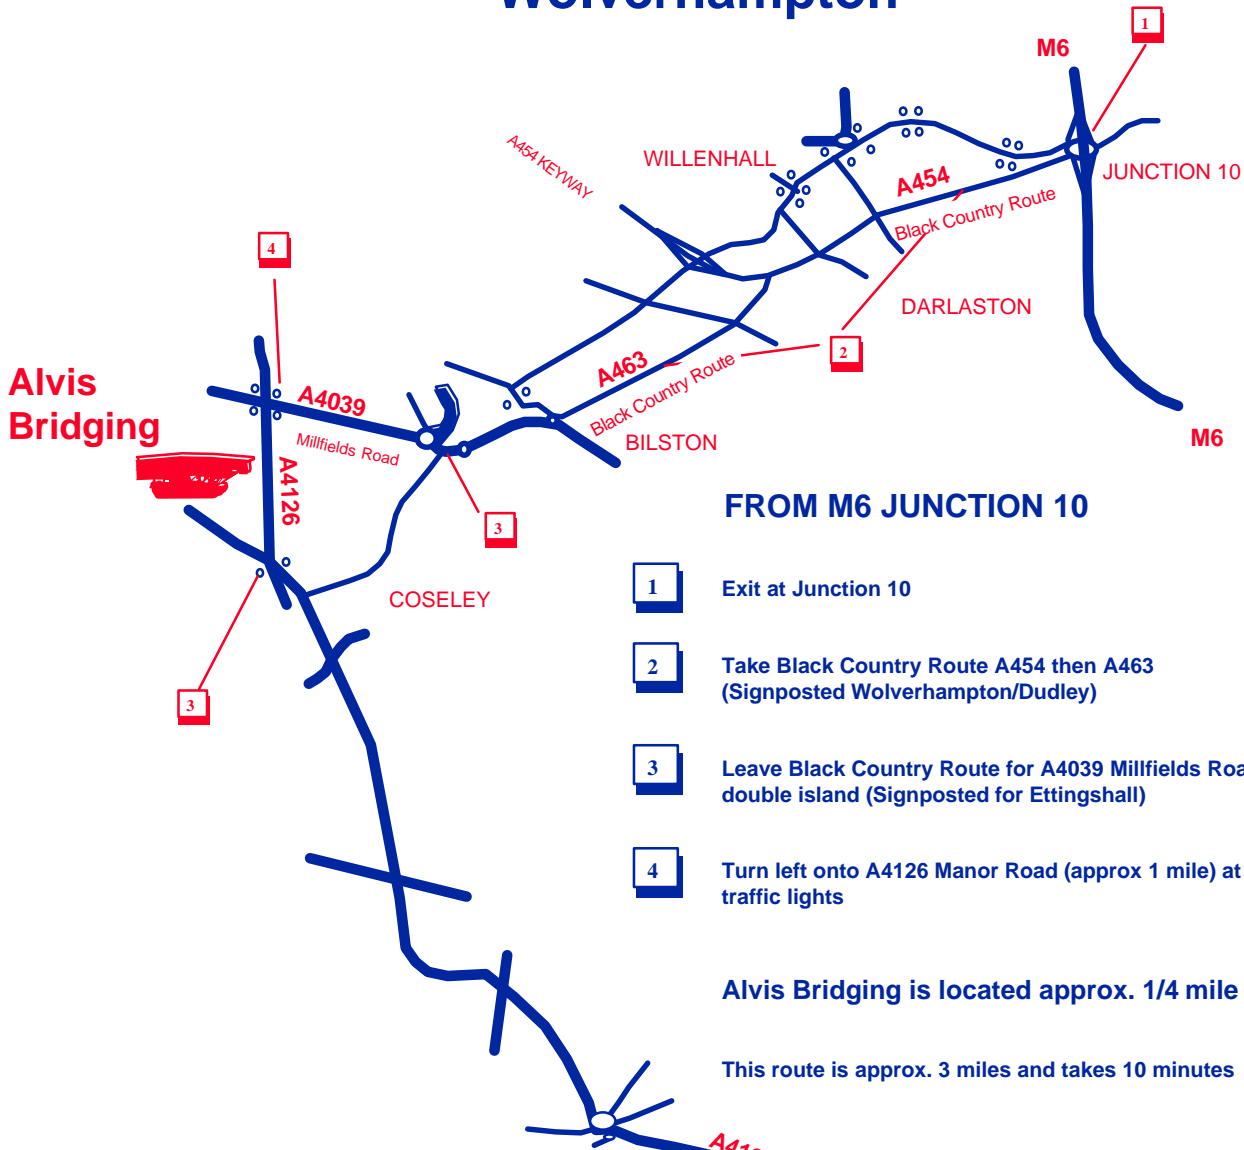 Wolverhampton
1
M6
A454 KEYWAY
WILLENHALL
A454
JUNCTION 10
Black Country Route
4
DARLASTON
2
Alvis
Bridging
A4039
Millfields Road
A463
Black Country Route
BILSTON
M6
A4126
3
COSELEY
3
FROM M6 JUNCTION 10
1 Exit at Junction 10
2 Take Black Country Route A454 then A463
(Signposted Wolverhampton/Dudley)
3 Leave Black Country Route for A4039 Millfields Roa
double island (Signposted for Ettingshall)
4 Turn left onto A4126 Manor Road (approx 1 mile) at
traffic lights
Alvis Bridging is located approx. 1/4 mile
This route is approx. 3 miles and takes 10 minutes